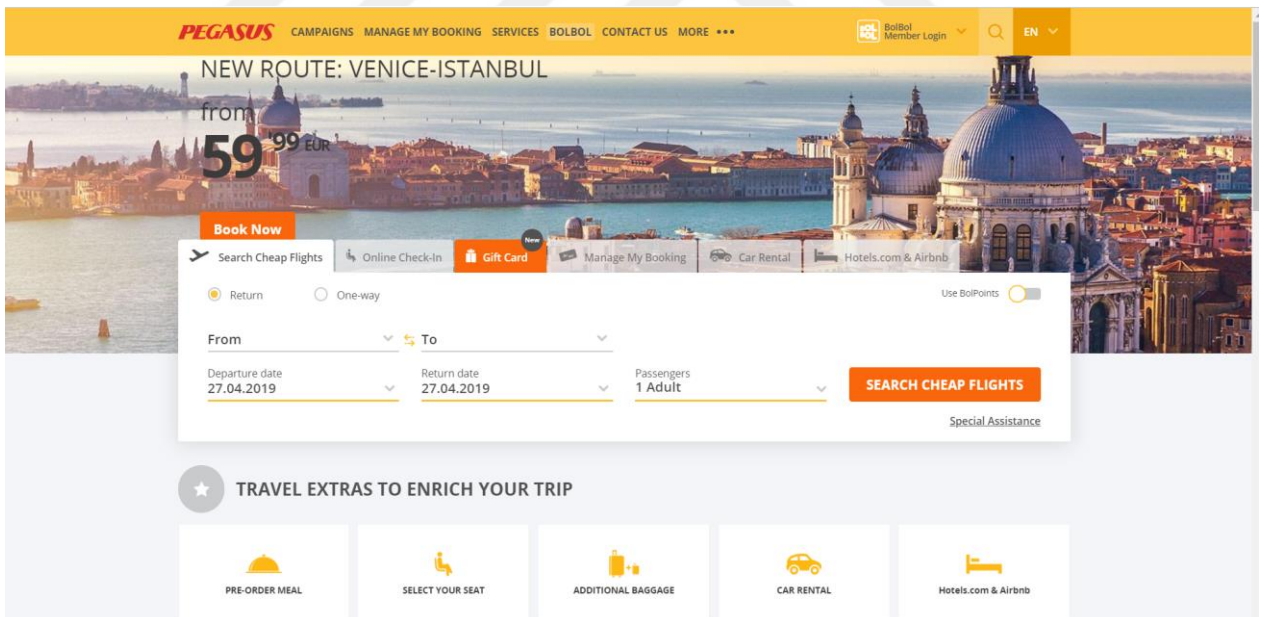 PEGASUS CAMPAIGNS MANAGE MY BOOKING SERVICES BOLBOL CONTACT US MORE ••• BOL BOL BolBol Member Login EN
NEW ROUTE: VENICE-ISTANBUL
from
59'99 EUR
Book Now
New
Search Cheap Flights Online Check-In Gift Card Manage My Booking Car Rental Hotels.com & Airbnb
Return One-way Use BolPoints
From To
Departure date Return date Passengers
27.04.2019 27.04.2019 1 Adult SEARCH CHEAP FLIGHTS
Special Assistance
TRAVEL EXTRAS TO ENRICH YOUR TRIP
PRE-ORDER MEAL SELECT YOUR SEAT ADDITIONAL BAGGAGE CAR RENTAL Hotels.com & Airbnb